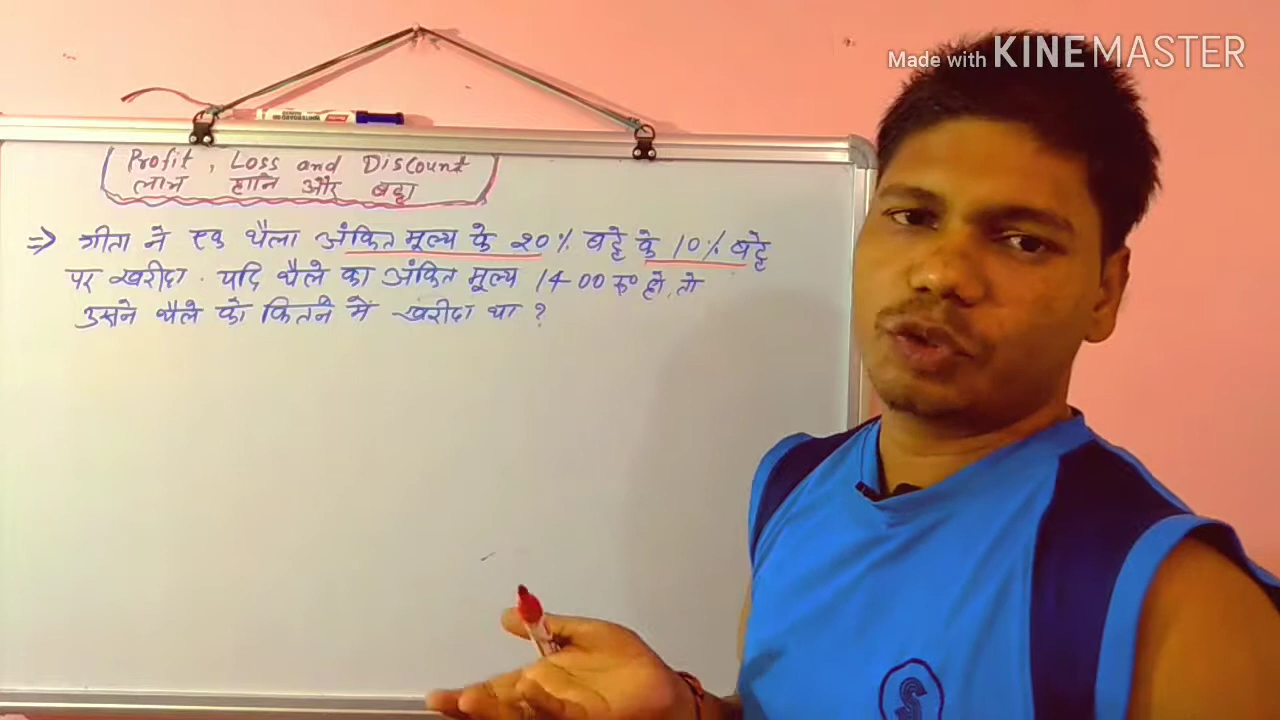 Made with KINEMASTER
Profit, Loss and Discount
लाभ हानि और बट्टा
=> गीता ने एक थैला अंकित मूल्य के 20% बट्टे के 10% बट्टे
पर खरीदा . यदि थैले का अंकित मूल्य 1400 रु० हो, तो
उसने थैले को कितने में खरीदा था ?